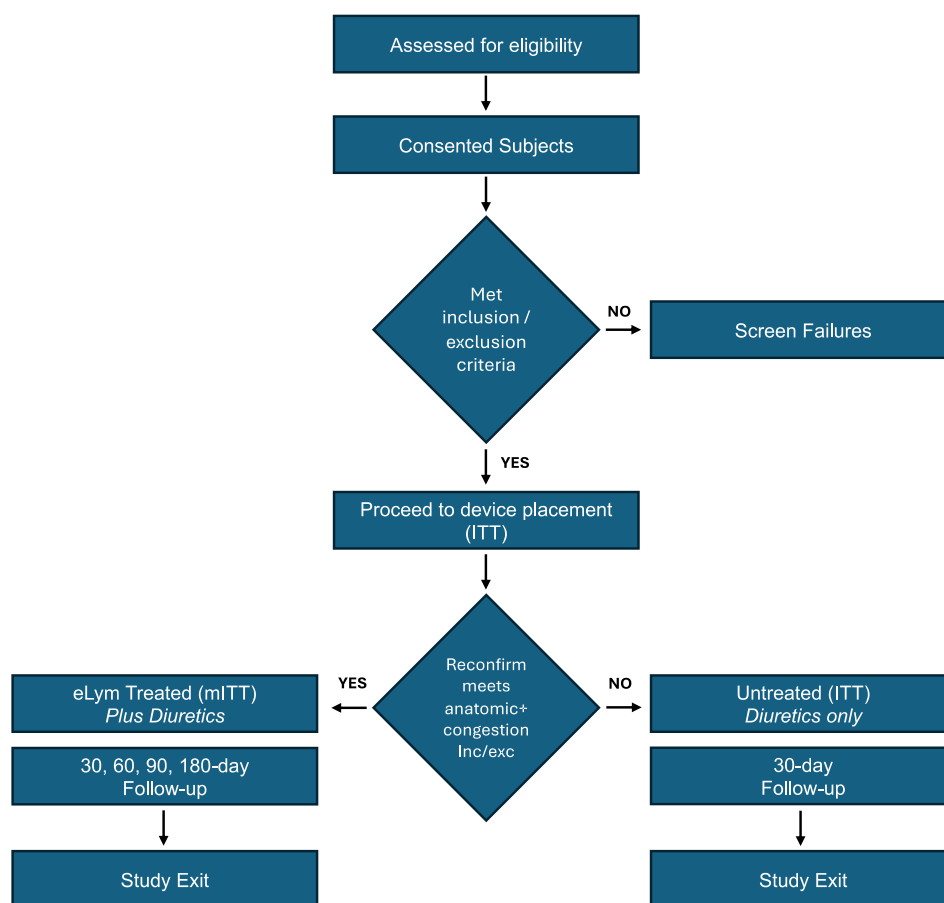 Assessed for eligibility
Consented Subjects
Met
inclusion /
exclusion
criteria
NO
Screen Failures
YES
Proceed to device placement
(ITT)
Reconfirm
meets
anatomic+
congestion
Inc/exc
YES
NO
eLym Treated (mITT)
Plus Diuretics
Untreated (ITT)
Diuretics only
30, 60, 90, 180-day
Follow-up
30-day
Follow-up
Study Exit
Study Exit